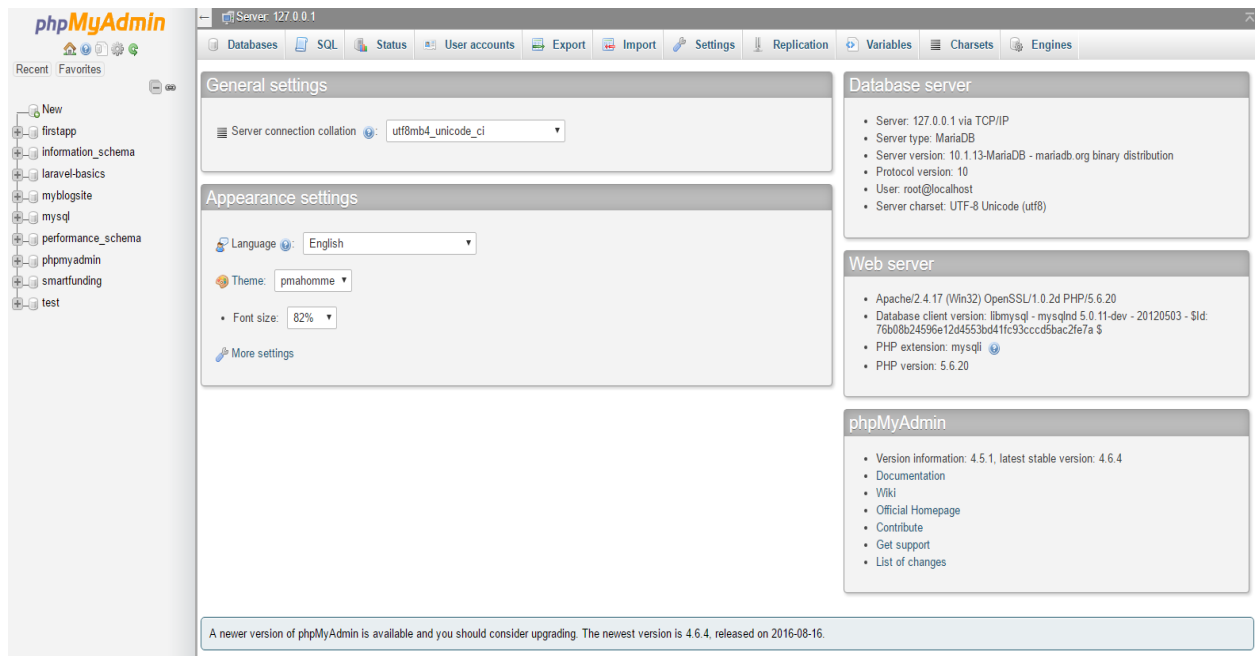 phpMyAdmin
Recent Favorites
New
firstapp
information_schema
laravel-basics
myblogsite
mysql
performance_schema
phpmyadmin
smartfunding
test
Server: 127.0.0.1
Databases SQL Status User accounts Export Import Settings Replication Variables Charsets Engines
General settings
Server connection collation : utf8mb4_unicode_ci
Appearance settings
Language : English
Theme: pmahomme
• Font size: 82%
More settings
Database server
• Server: 127.0.0.1 via TCP/IP
• Server type: MariaDB
• Server version: 10.1.13-MariaDB - mariadb.org binary distribution
• Protocol version: 10
• User: root@localhost
• Server charset: UTF-8 Unicode (utf8)
Web server
• Apache/2.4.17 (Win32) OpenSSL/1.0.2d PHP/5.6.20
• Database client version: libmysql - mysqlnd 5.0.11-dev - 20120503 - $Id:
76b08b24596e12d4553bd41fc93cccd5bac2fe7a $
• PHP extension: mysqli
• PHP version: 5.6.20
phpMyAdmin
• Version information: 4.5.1, latest stable version: 4.6.4
• Documentation
• Wiki
• Official Homepage
• Contribute
• Get support
• List of changes
A newer version of phpMyAdmin is available and you should consider upgrading. The newest version is 4.6.4, released on 2016-08-16.